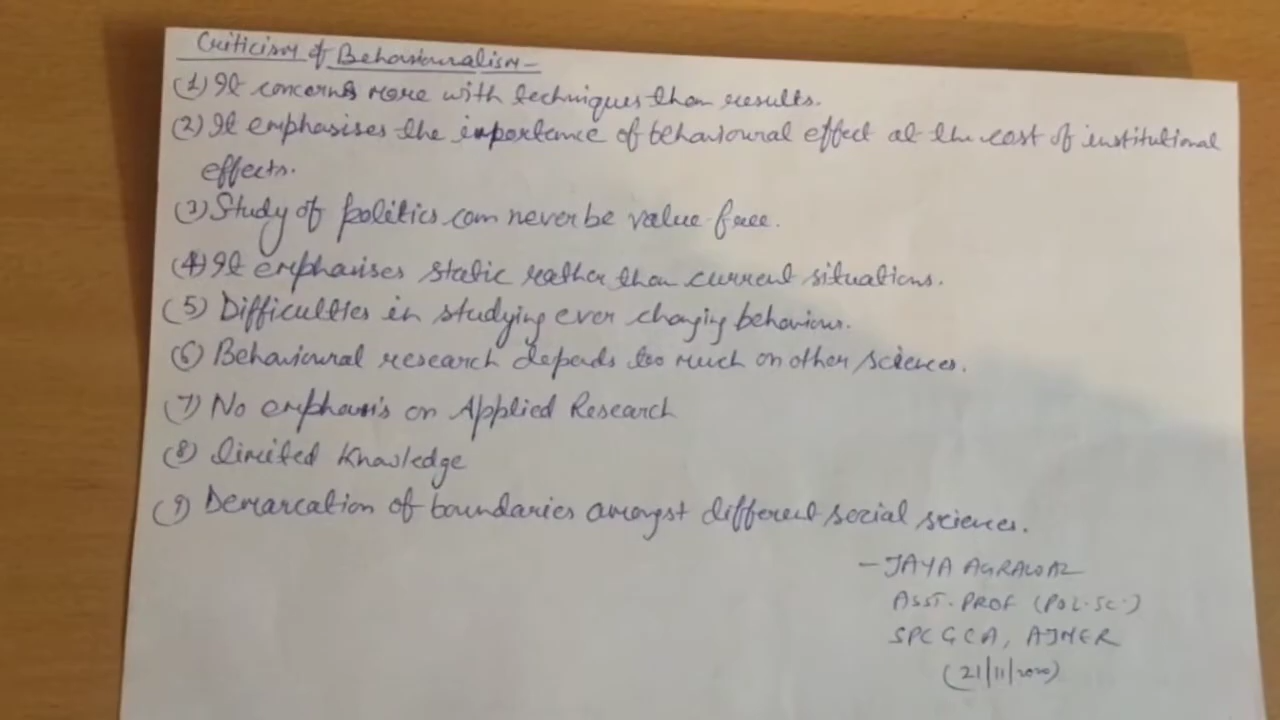 Criticism of Behaviouralism-
(1) It concerns more with techniques than results.
(2) It emphasises the importance of behavioural effect at the cost of institutional
effects.
(3) Study of politics can never be value-free.
(4) It emphasises static rather than current situations.
(5) Difficulties in studying ever changing behaviour.
(6) Behavioural research depends too much on other sciences.
(7) No emphasis on Applied Research
(8) limited Knowledge
(9) Demarcation of boundaries amongst different social sciences.
- JAYA AGRAWAL
ASST. PROF (POL.SC.)
SPCGCA, AJMER
(21/11/2020)